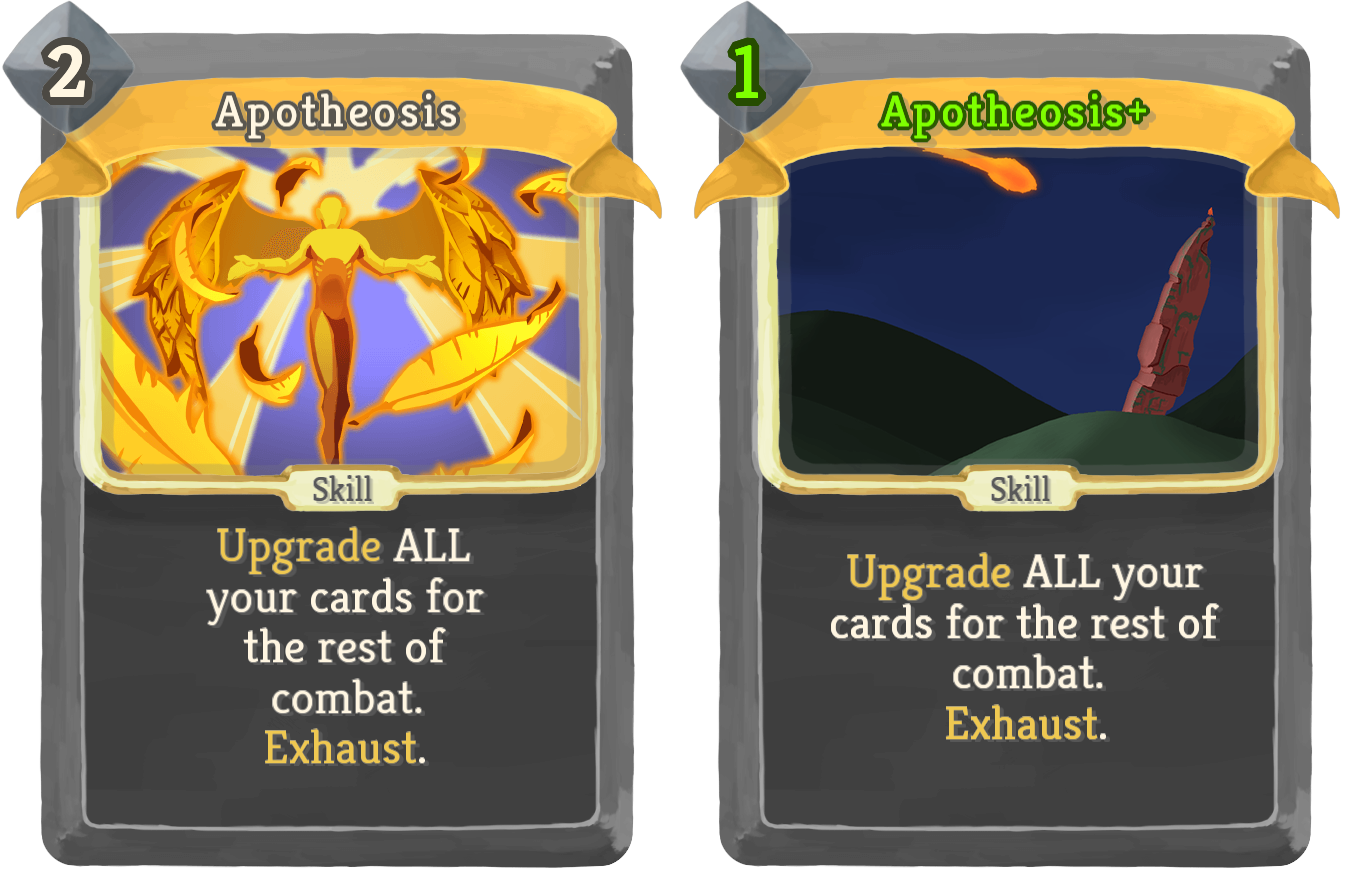 2
Apotheosis
Skill
Upgrade ALL
your cards for
the rest of
combat.
Exhaust.
1
Apotheosis+
Skill
Upgrade ALL your
cards for the rest of
combat.
Exhaust.